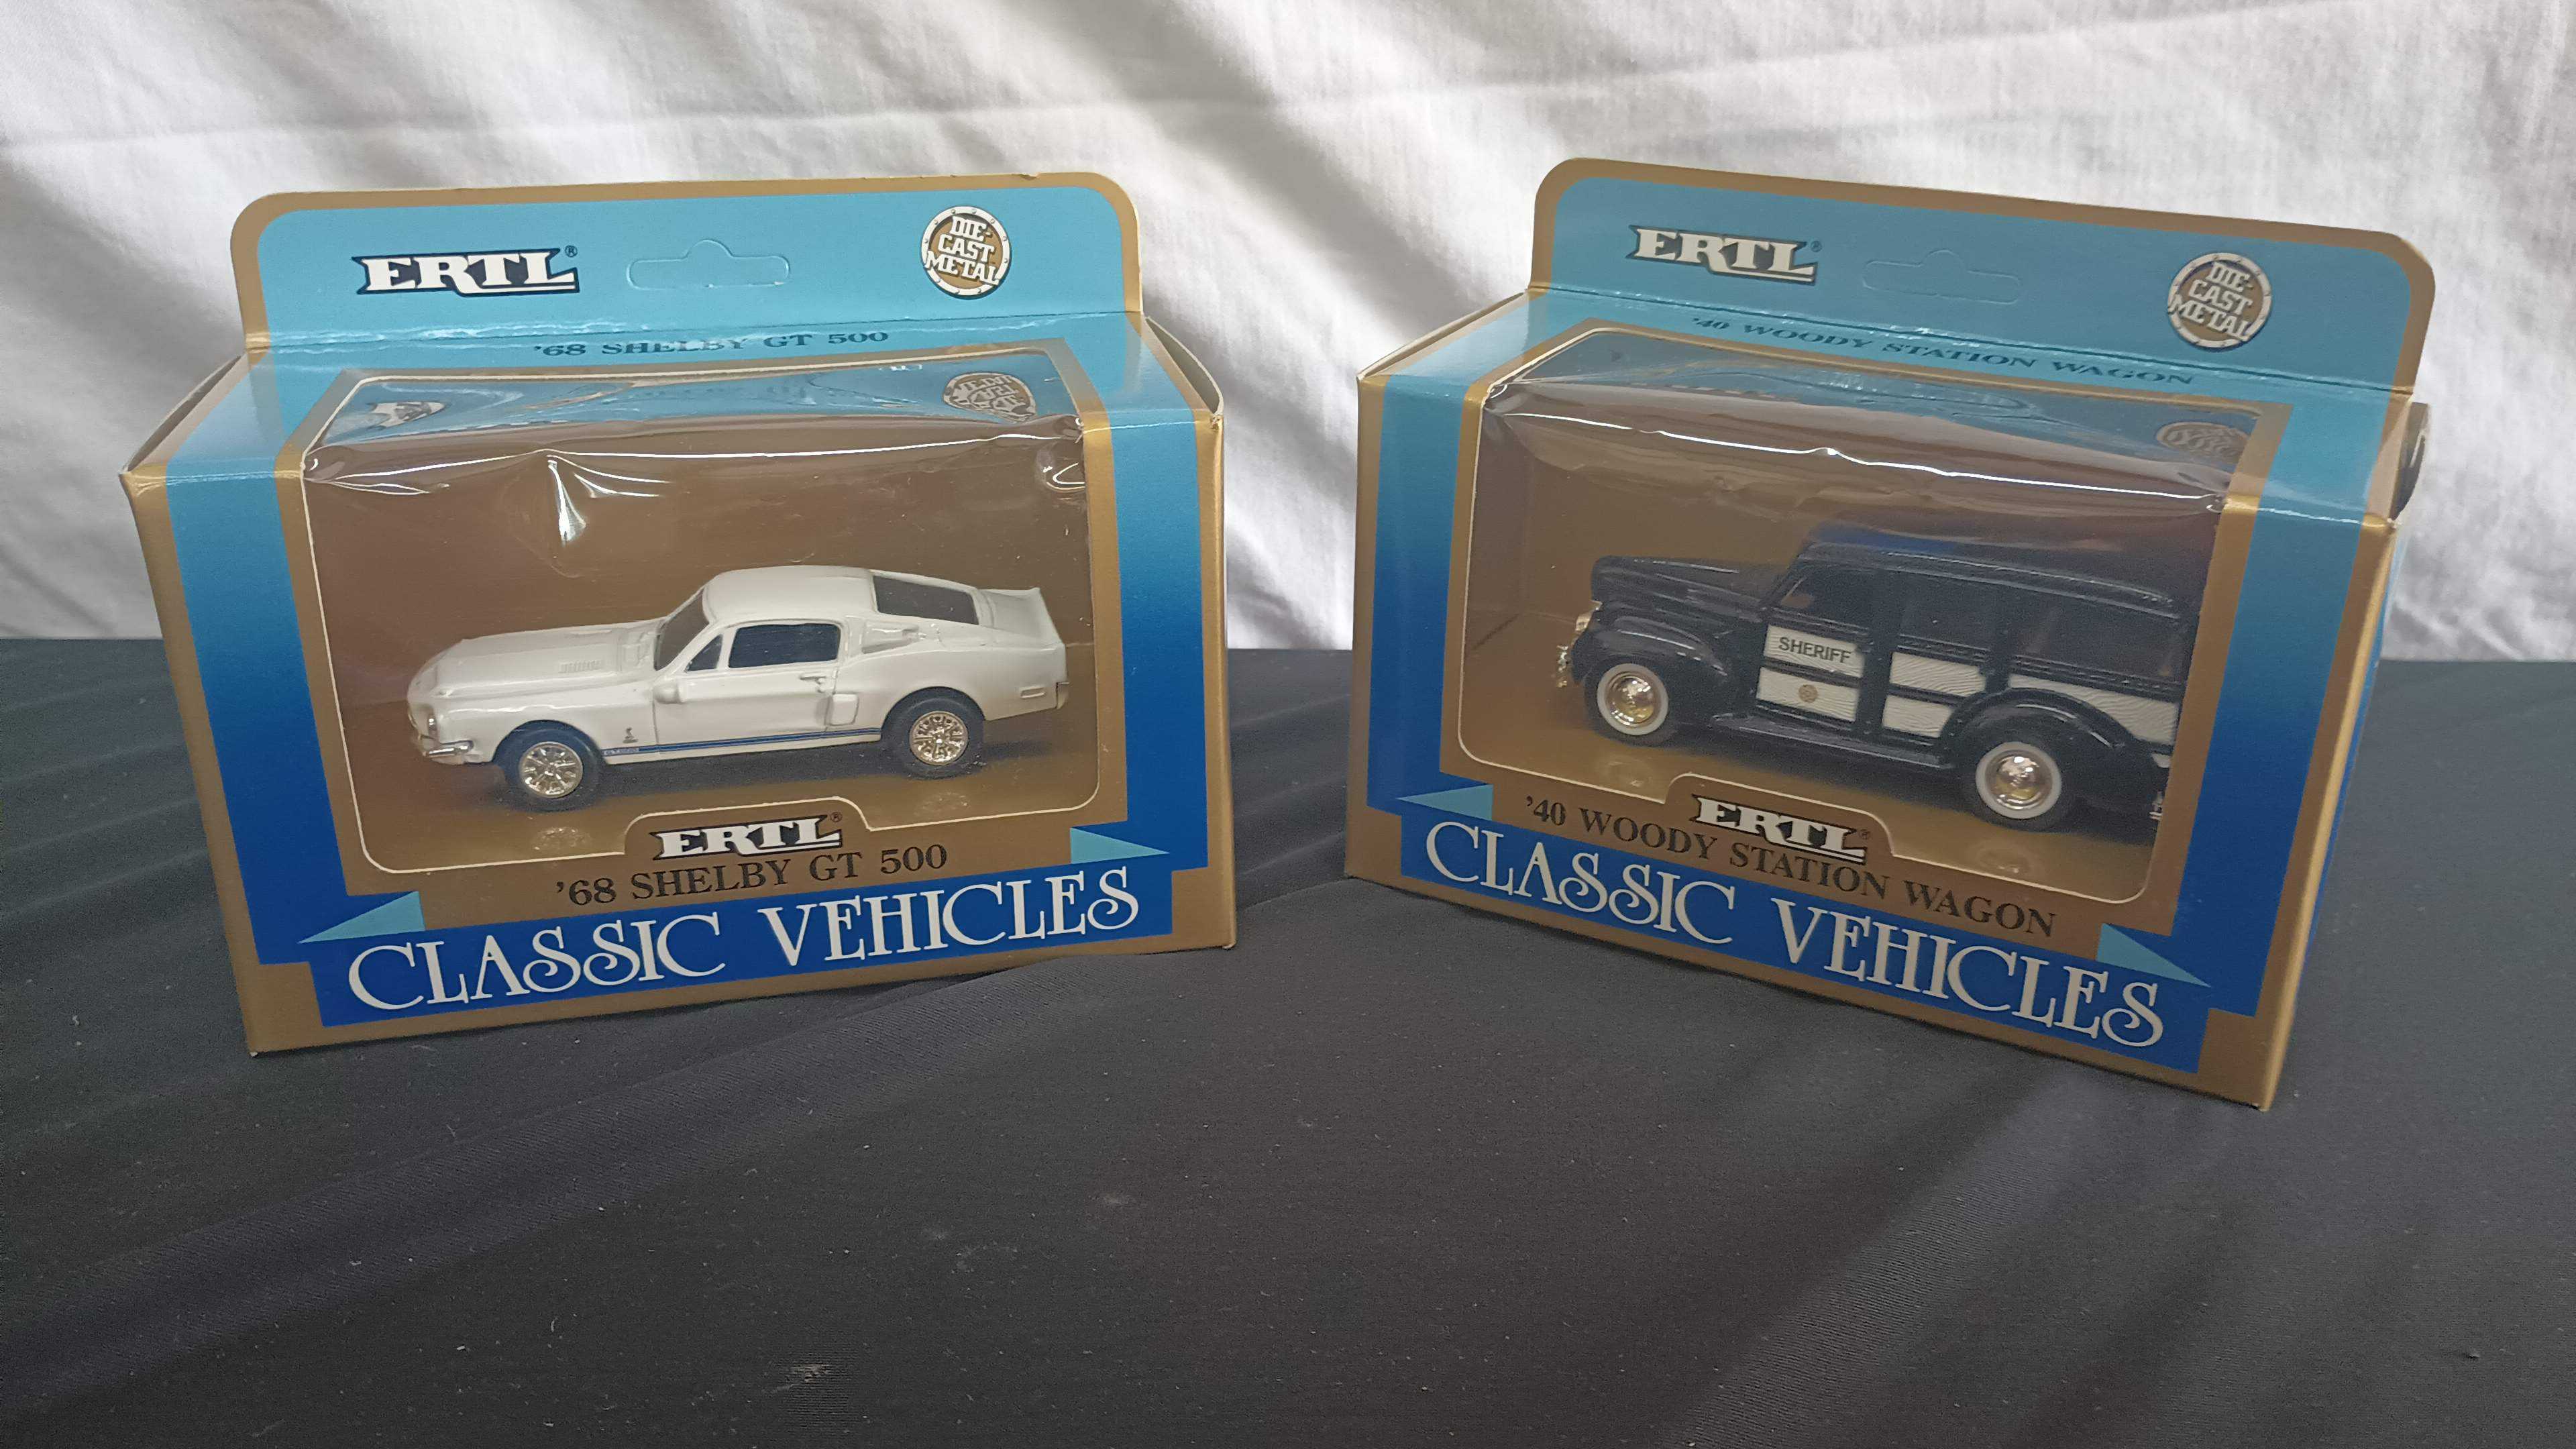 ERTL®
DIE-
CAST
METAL
'68 SHELBY GT 500
ERTL®
'68 SHELBY GT 500
CLASSIC VEHICLES
ERTL®
DIE-
CAST
METAL
'40 WOODY STATION WAGON
SHERIFF
ERTL®
'40 WOODY STATION WAGON
CLASSIC VEHICLES